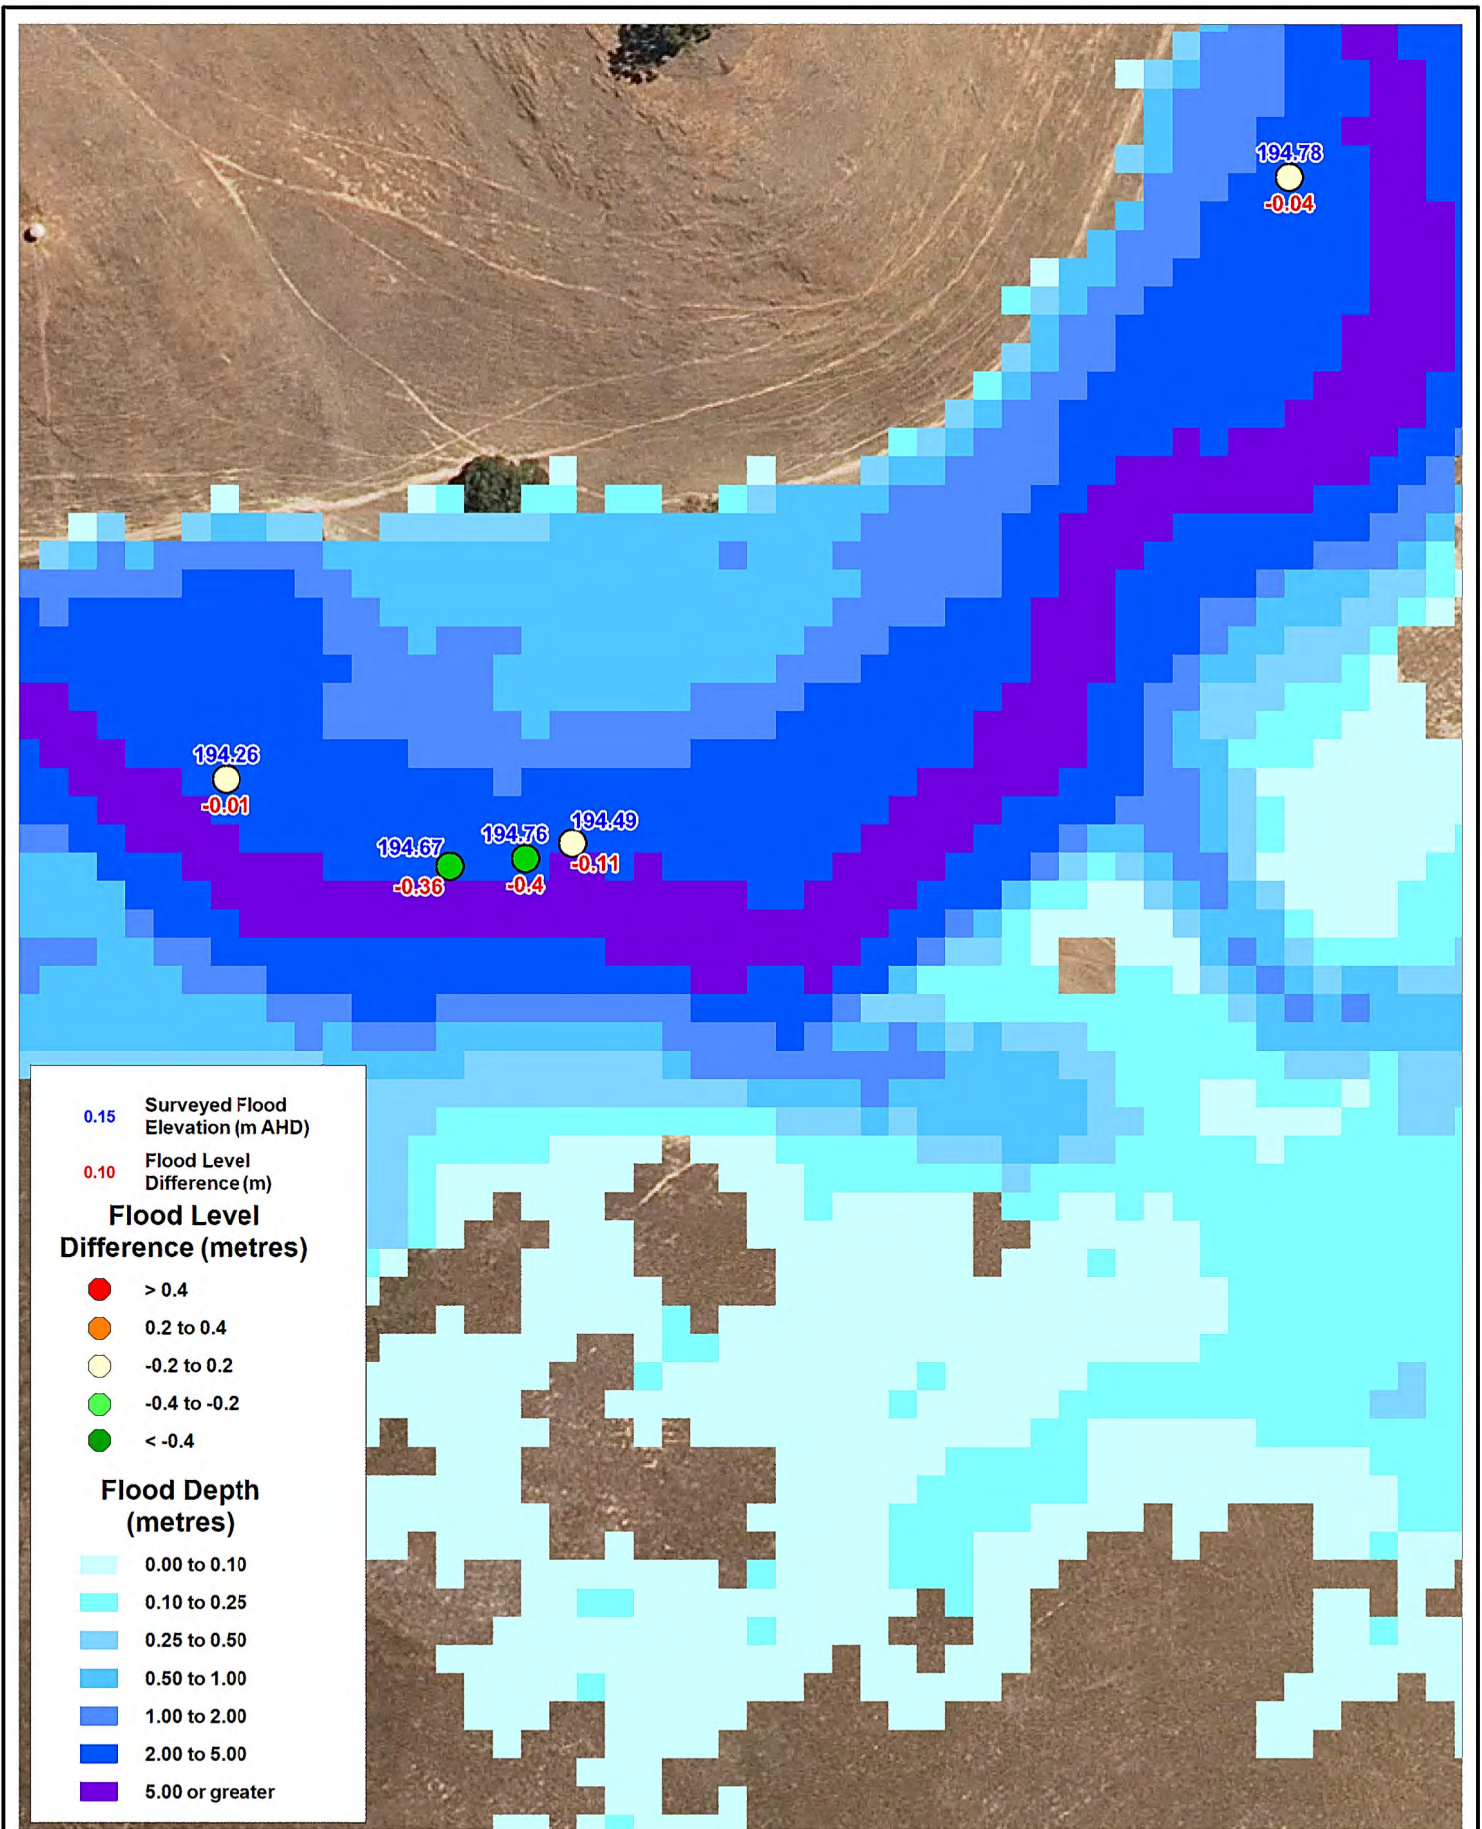 194.78
-0.04
194.26
-0.01
194.67
-0.36
194.76
-0.4
194.49
-0.11
0.15 Surveyed Flood
Elevation (m AHD)
0.10 Flood Level
Difference (m)
Flood Level
Difference (metres)
> 0.4
0.2 to 0.4
-0.2 to 0.2
-0.4 to -0.2
< -0.4
Flood Depth
(metres)
0.00 to 0.10
0.10 to 0.25
0.25 to 0.50
0.50 to 1.00
1.00 to 2.00
2.00 to 5.00
5.00 or greater